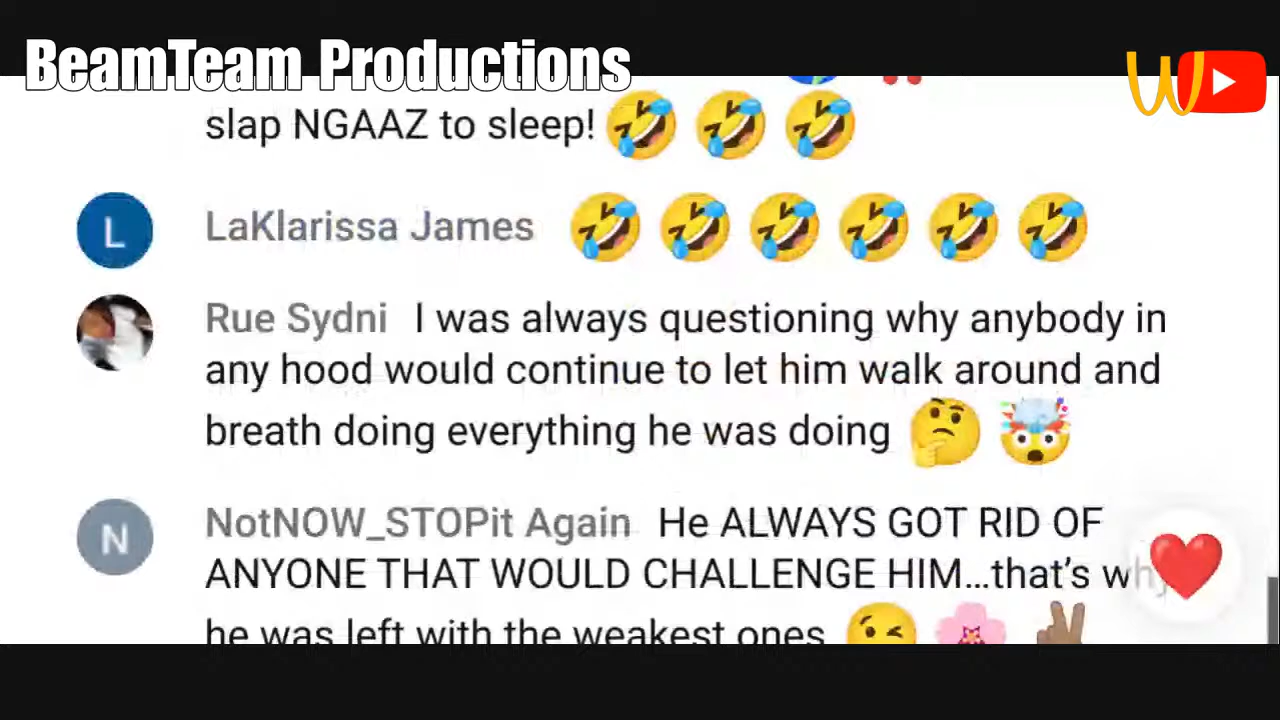 BeamTeam Productions
W
slap NGAAZ to sleep! 🤣 🤣 🤣
L LaKlarissa James 🤣 🤣 🤣 🤣 🤣 🤣
Rue Sydni I was always questioning why anybody in
any hood would continue to let him walk around and
breath doing everything he was doing 🤔 🤯
N NotNOW_STOPit Again He ALWAYS GOT RID OF
ANYONE THAT WOULD CHALLENGE HIM...that's why
he was left with the weakest ones 😉 🌸 ✌🏾